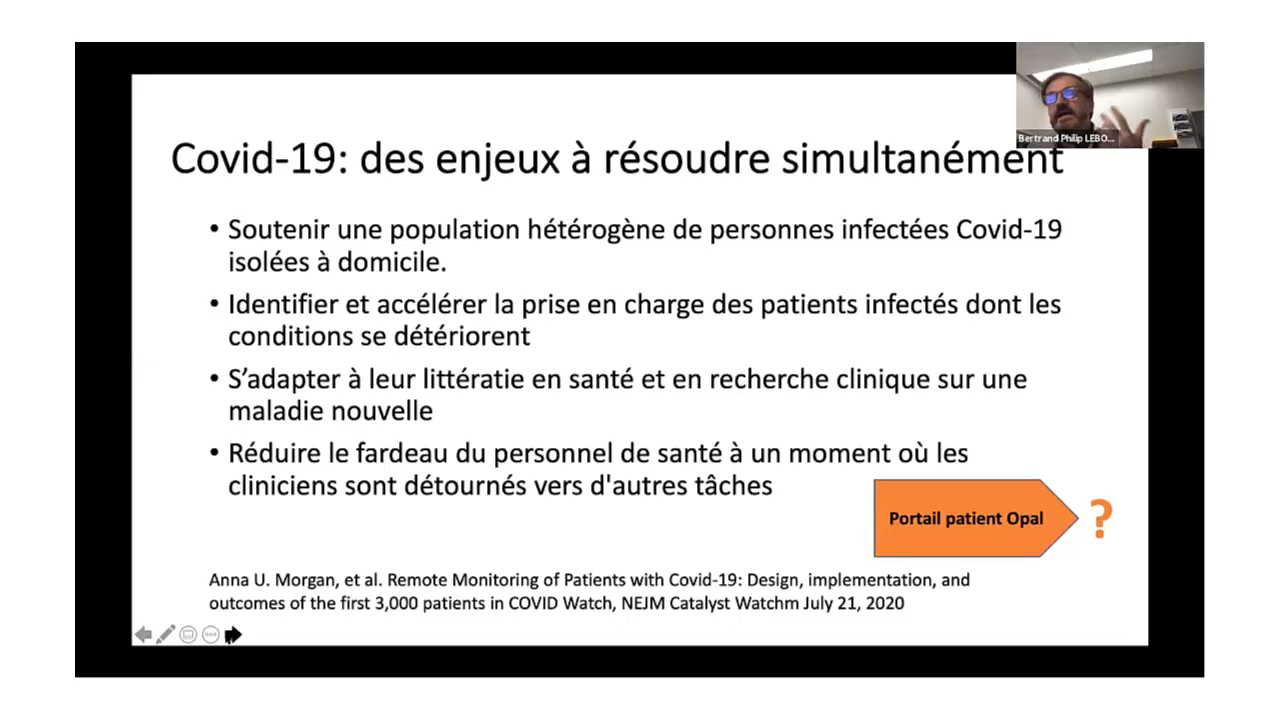 Bertrand Philip LEBO...
Covid-19: des enjeux à résoudre simultanément
• Soutenir une population hétérogène de personnes infectées Covid-19
isolées à domicile.
• Identifier et accélérer la prise en charge des patients infectés dont les
conditions se détériorent
• S’adapter à leur littératie en santé et en recherche clinique sur une
maladie nouvelle
• Réduire le fardeau du personnel de santé à un moment où les
cliniciens sont détournés vers d'autres tâches
Portail patient Opal ?
Anna U. Morgan, et al. Remote Monitoring of Patients with Covid-19: Design, implementation, and
outcomes of the first 3,000 patients in COVID Watch, NEJM Catalyst Watchm July 21, 2020